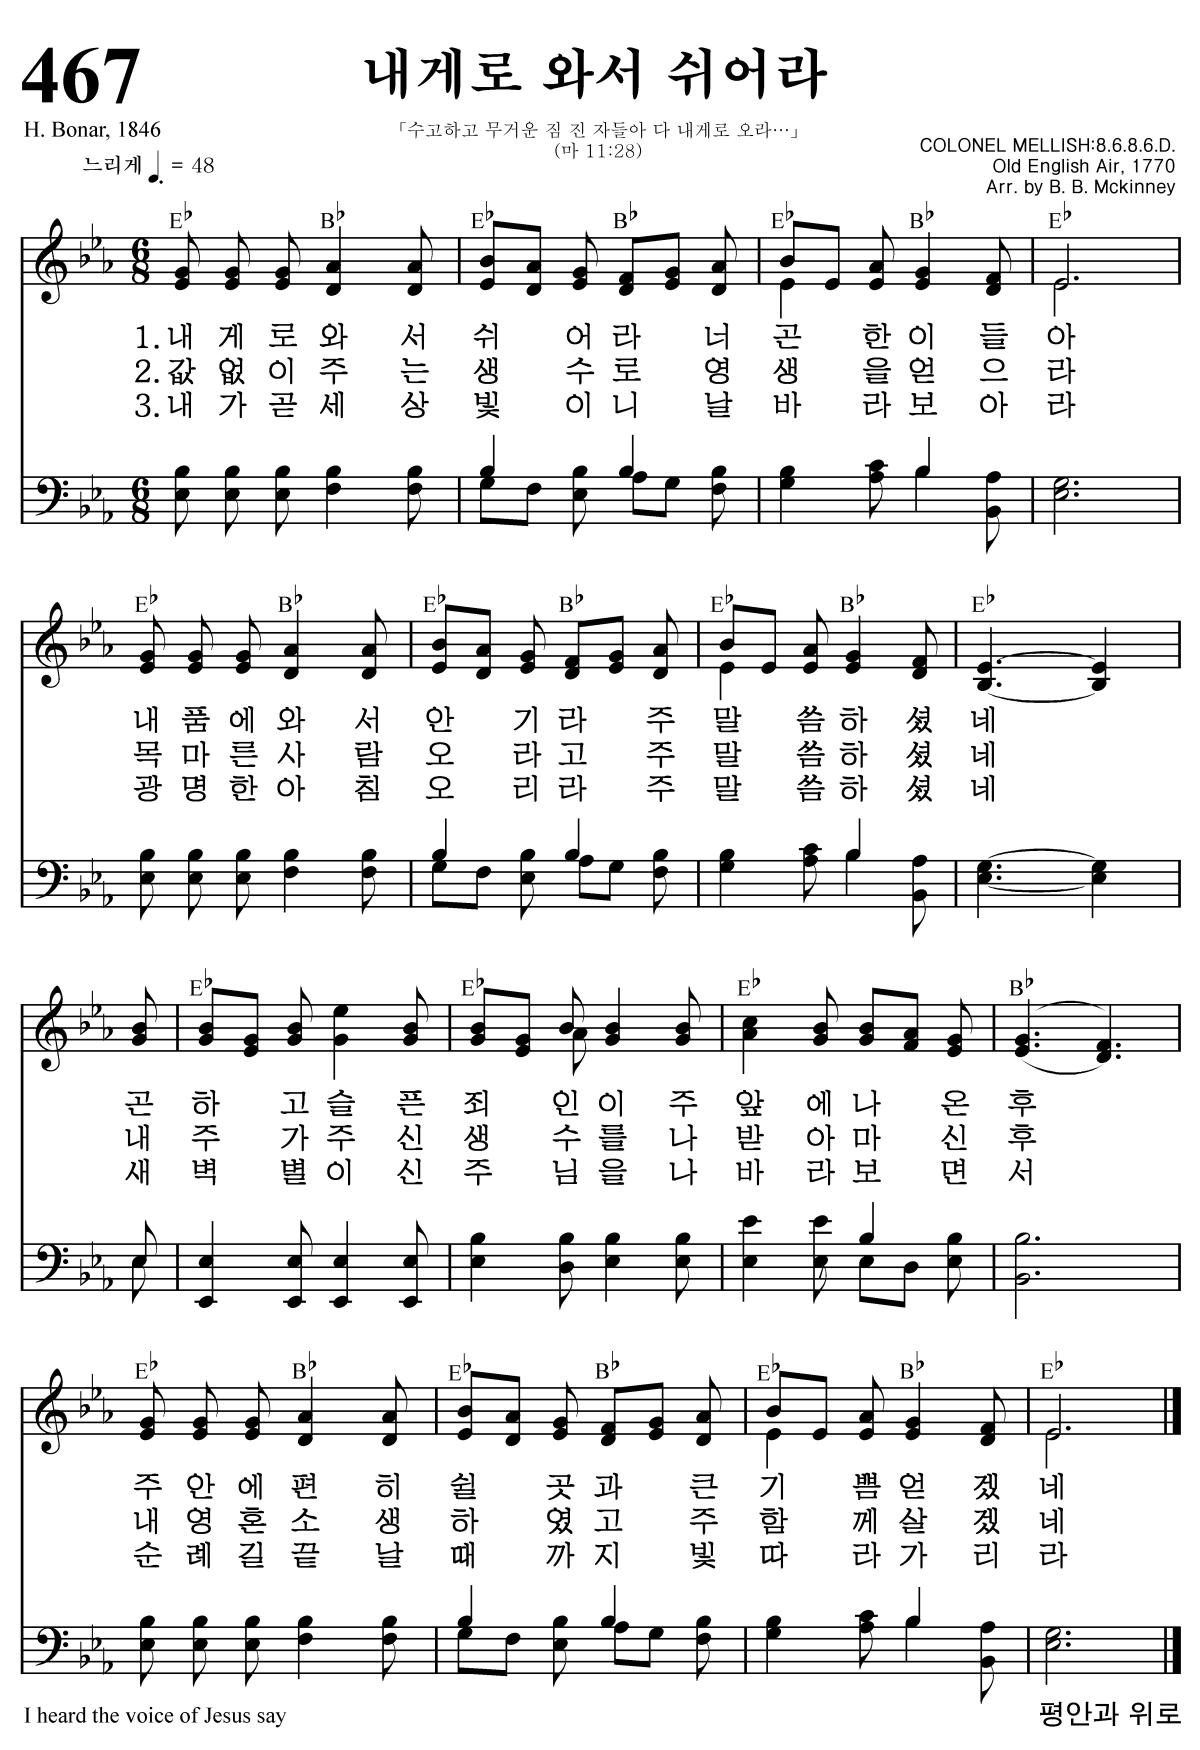 467
내게로 와서 쉬어라
H. Bonar, 1846
「수고하고 무거운 짐 진 자들아 다 내게로 오라…」
(마 11:28)
느리게 ♩. = 48
COLONEL MELLISH:8.6.8.6.D.
Old English Air, 1770
Arr. by B. B. Mckinney
E♭ B♭ E♭ B♭ E♭ B♭ E♭
1. 내 게 로 와 서 쉬 어 라 너 곤 한 이 들 아
2. 값 없 이 주 는 생 수 로 영 생 을 얻 으 라
3. 내 가 곧 세 상 빛 이 니 날 바 라 보 아 라
E♭ B♭ E♭ B♭ E♭ B♭ E♭
내 품 에 와 서 안 기 라 주 말 씀 하 셨 네
목 마 른 사 람 오 라 고 주 말 씀 하 셨 네
광 명 한 아 침 오 리 라 주 말 씀 하 셨 네
E♭ E♭ E♭ B♭
곤 하 고 슬 픈 죄 인 이 주 앞 에 나 온 후
내 주 가 주 신 생 수 를 나 받 아 마 신 후
새 벽 별 이 신 주 님 을 나 바 라 보 면 서
E♭ B♭ E♭ B♭ E♭ B♭ E♭
주 안 에 편 히 쉴 곳 과 큰 기 쁨 얻 겠 네
내 영 혼 소 생 하 였 고 주 함 께 살 겠 네
순 례 길 끝 날 때 까 지 빛 따 라 가 리 라
I heard the voice of Jesus say
평안과 위로